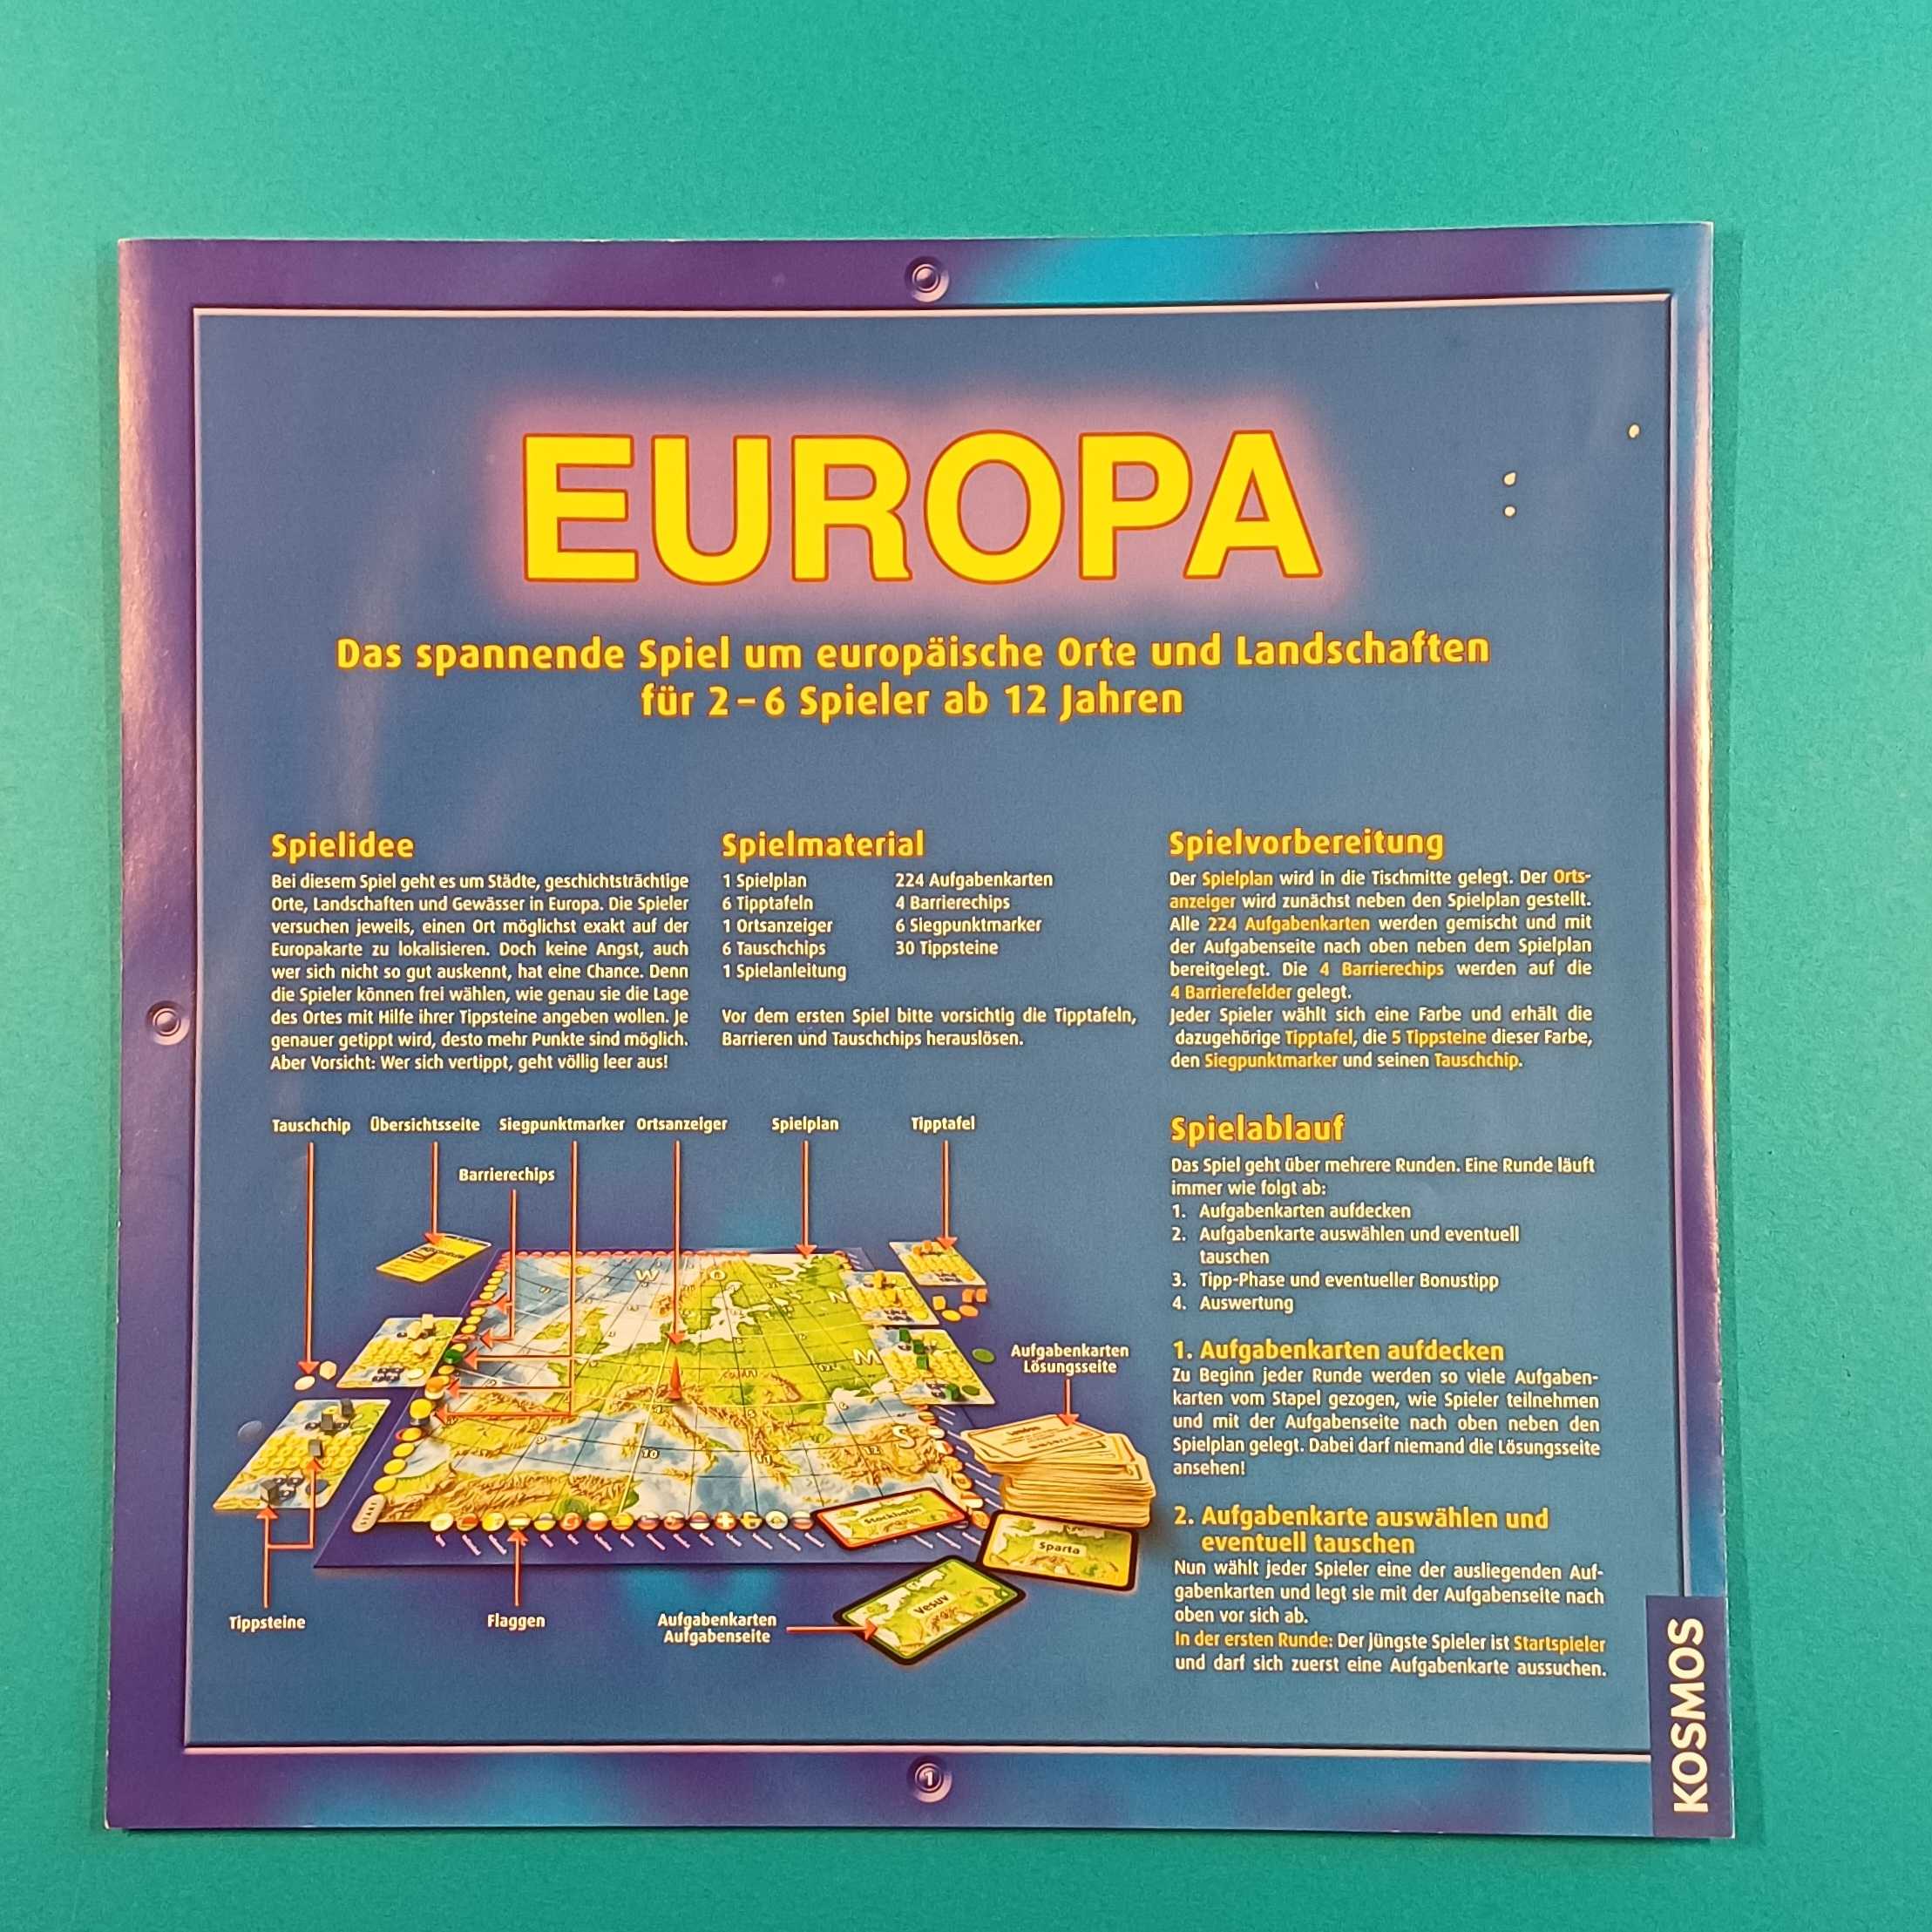 EUROPA
Das spannende Spiel um europäische Orte und Landschaften
für 2–6 Spieler ab 12 Jahren
Spielidee
Bei diesem Spiel geht es um Städte, geschichtsträchtige
Orte, Landschaften und Gewässer in Europa. Die Spieler
versuchen jeweils, einen Ort möglichst exakt auf der
Europakarte zu lokalisieren. Doch keine Angst, auch
wer sich nicht so gut auskennt, hat eine Chance. Denn
die Spieler können frei wählen, wie genau sie die Lage
des Ortes mit Hilfe ihrer Tippsteine angeben wollen. Je
genauer getippt wird, desto mehr Punkte sind möglich.
Aber Vorsicht: Wer sich vertippt, geht völlig leer aus!
Spielmaterial
1 Spielplan
6 Tipptafeln
1 Ortsanzeiger
6 Tauschchips
1 Spielanleitung
224 Aufgabenkarten
4 Barrierechips
6 Siegpunktmarker
30 Tippsteine
Vor dem ersten Spiel bitte vorsichtig die Tipptafeln,
Barrieren und Tauschchips herauslösen.
Tauschchip Übersichtsseite Siegpunktmarker Ortsanzeiger Spielplan Tipptafel
Barrierechips
W O
N
M
S
10
11
12
START
Aufgabenkarten
Lösungsseite
London
Stockholm
Sparta
Vesuv
Tippsteine
Flaggen
Aufgabenkarten
Aufgabenseite
Spielvorbereitung
Der Spielplan wird in die Tischmitte gelegt. Der Orts-
anzeiger wird zunächst neben den Spielplan gestellt.
Alle 224 Aufgabenkarten werden gemischt und mit
der Aufgabenseite nach oben neben dem Spielplan
bereitgelegt. Die 4 Barrierechips werden auf die
4 Barrierefelder gelegt.
Jeder Spieler wählt sich eine Farbe und erhält die
dazugehörige Tipptafel, die 5 Tippsteine dieser Farbe,
den Siegpunktmarker und seinen Tauschchip.
Spielablauf
Das Spiel geht über mehrere Runden. Eine Runde läuft
immer wie folgt ab:
1. Aufgabenkarten aufdecken
2. Aufgabenkarte auswählen und eventuell
tauschen
3. Tipp-Phase und eventueller Bonustipp
4. Auswertung
1. Aufgabenkarten aufdecken
Zu Beginn jeder Runde werden so viele Aufgaben-
karten vom Stapel gezogen, wie Spieler teilnehmen
und mit der Aufgabenseite nach oben neben den
Spielplan gelegt. Dabei darf niemand die Lösungsseite
ansehen!
2. Aufgabenkarte auswählen und
eventuell tauschen
Nun wählt jeder Spieler eine der ausliegenden Auf-
gabenkarten und legt sie mit der Aufgabenseite nach
oben vor sich ab.
In der ersten Runde: Der jüngste Spieler ist Startspieler
und darf sich zuerst eine Aufgabenkarte aussuchen.
KOSMOS
1